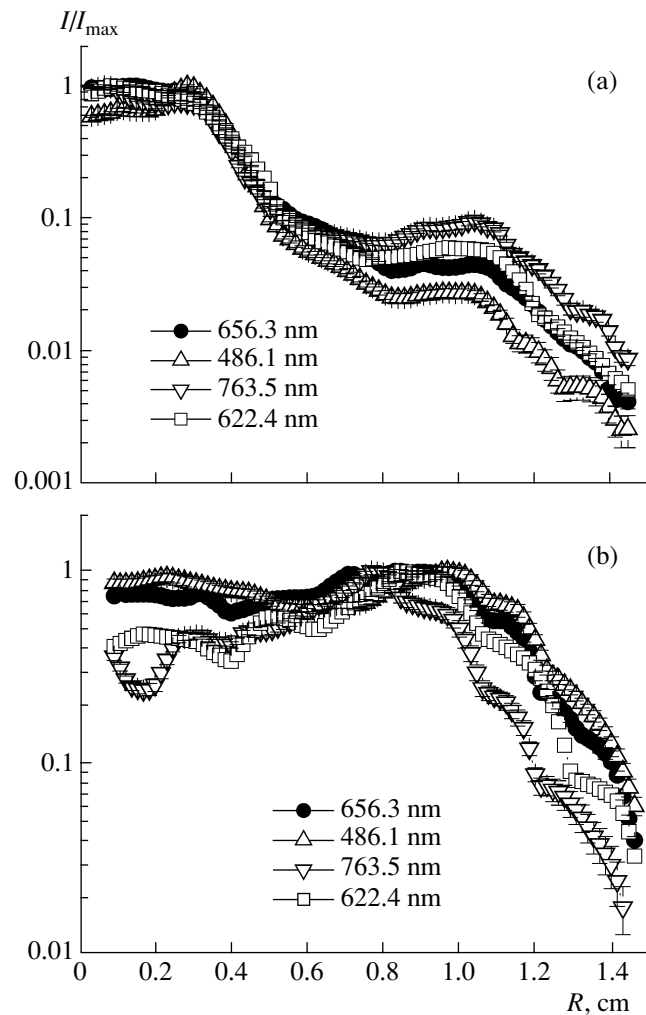 I/I_max
1
(a)
0.1
656.3 nm
486.1 nm
0.01
763.5 nm
622.4 nm
0.001
1
(b)
0.1
656.3 nm
486.1 nm
763.5 nm
622.4 nm
0.01
0 0.2 0.4 0.6 0.8 1.0 1.2 1.4
R, cm